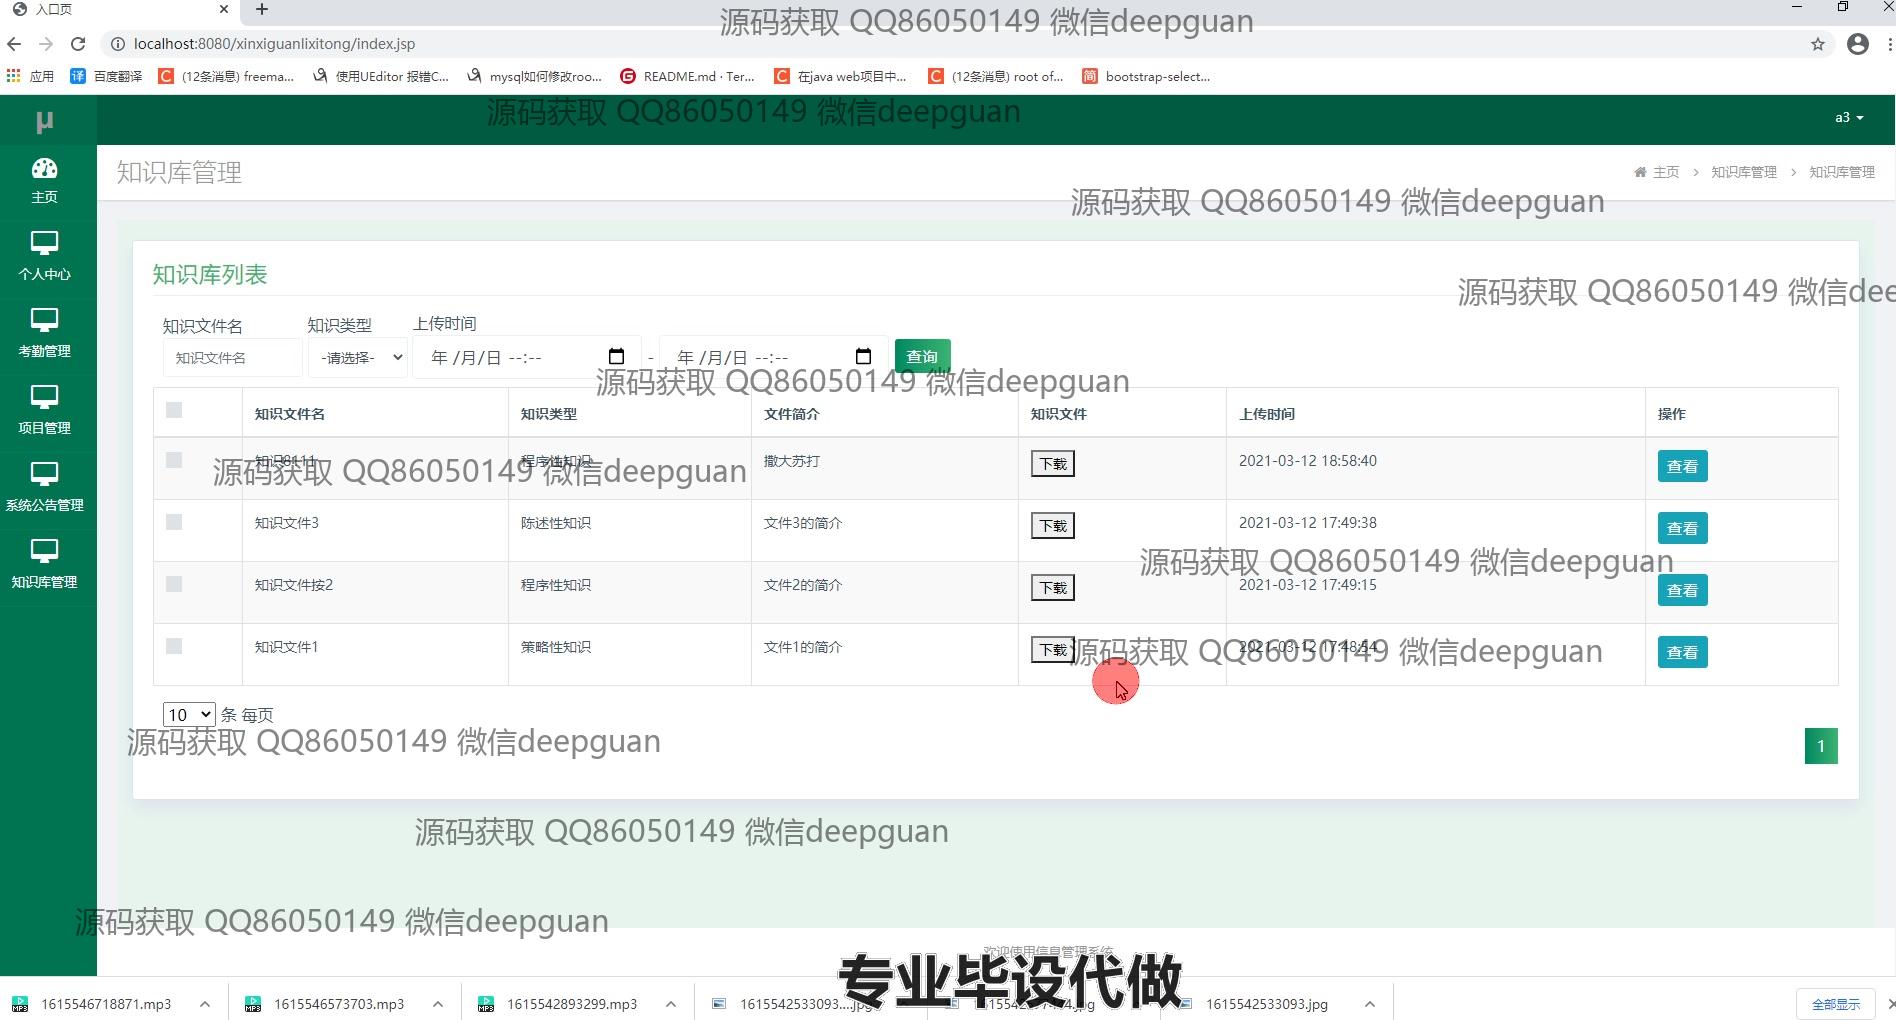 入口页
源码获取 QQ86050149 微信deepguan
localhost:8080/xinxiguanlixitong/index.jsp
应用
译 百度翻译
C (12条消息) freema...
使用UEditor 报错C...
mysql如何修改roo...
G README.md · Ter...
C 在java web项目中...
C (12条消息) root of...
简 bootstrap-select...
源码获取 QQ86050149 微信deepguan
μ
a3
主页
个人中心
考勤管理
项目管理
系统公告管理
知识库管理
知识库管理
主页 > 知识库管理 > 知识库管理
源码获取 QQ86050149 微信deepguan
知识库列表
源码获取 QQ86050149 微信dee
知识文件名 知识类型 上传时间
知识文件名 -请选择- 年 /月/日 --:-- - 年 /月/日 --:-- 查询
源码获取 QQ86050149 微信deepguan
知识文件名 知识类型 文件简介 知识文件 上传时间 操作
知识8111 程序性知识 撒大苏打 下载 2021-03-12 18:58:40 查看
源码获取 QQ86050149 微信deepguan
知识文件3 陈述性知识 文件3的简介 下载 2021-03-12 17:49:38 查看
源码获取 QQ86050149 微信deepguan
知识文件按2 程序性知识 文件2的简介 下载 2021-03-12 17:49:15 查看
知识文件1 策略性知识 文件1的简介 下载 2021-03-12 17:48:54 查看
源码获取 QQ86050149 微信deepguan
10 条 每页
源码获取 QQ86050149 微信deepguan
1
源码获取 QQ86050149 微信deepguan
源码获取 QQ86050149 微信deepguan
欢迎使用信息管理系统
专业毕设代做
1615546718871.mp3
1615546573703.mp3
1615542893299.mp3
1615542533093....jpg
1615542533093.jpg
全部显示